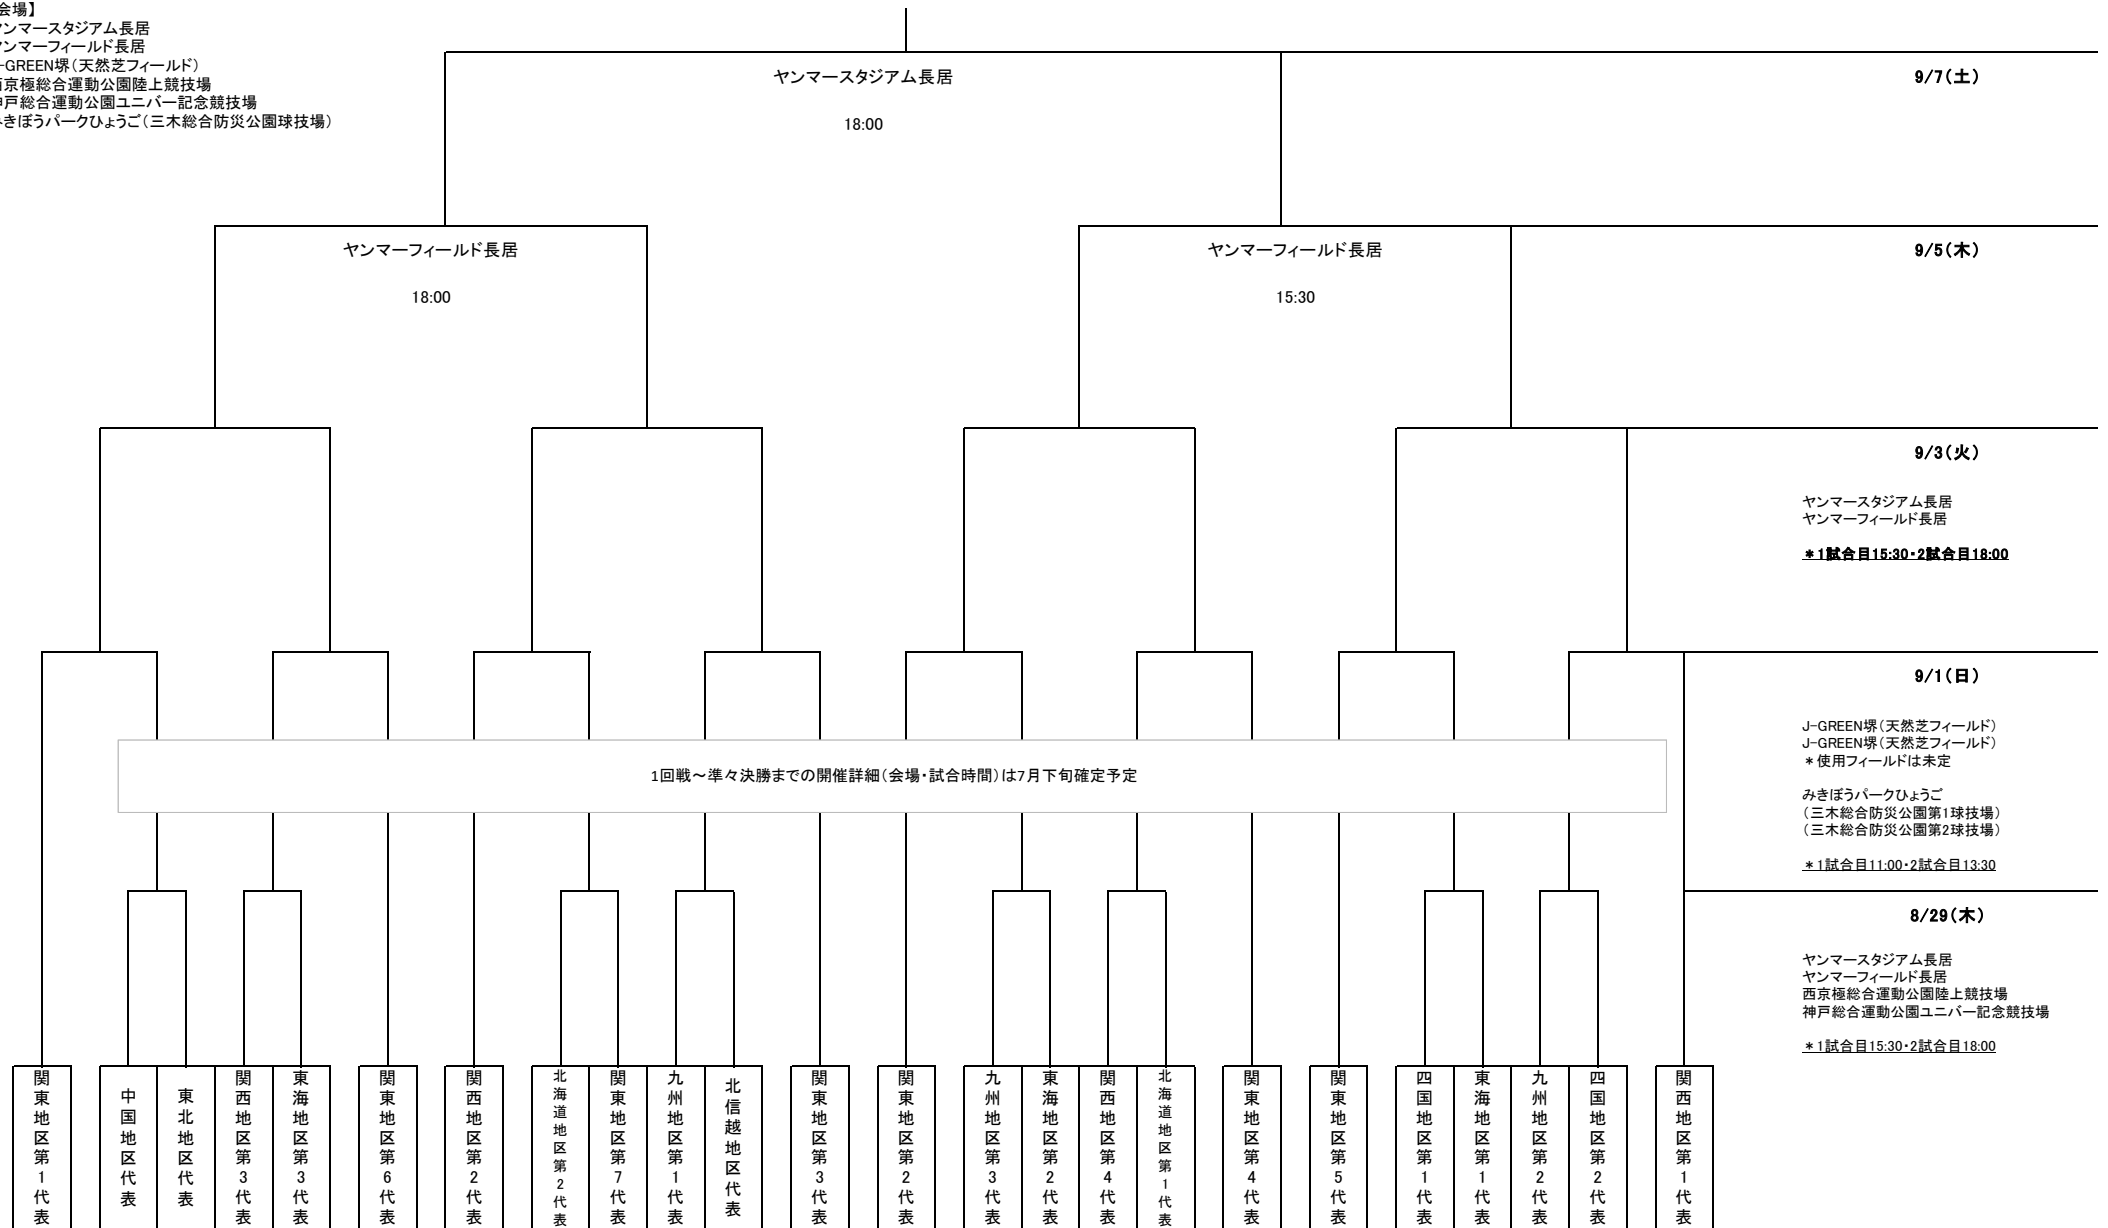 会場】
ヤンマースタジアム長居
ヤンマーフィールド長居
J-GREEN堺（天然芝フィールド）
西京極総合運動公園陸上競技場
神戸総合運動公園ユニバー記念競技場
みきぼうパークひょうご（三木総合防災公園球技場）
ヤンマースタジアム長居
18:00
9/7（土）
ヤンマーフィールド長居
18:00
ヤンマーフィールド長居
15:30
9/5（木）
9/3（火）
ヤンマースタジアム長居
ヤンマーフィールド長居
＊1試合目15:30・2試合目18:00
9/1（日）
J-GREEN堺（天然芝フィールド）
J-GREEN堺（天然芝フィールド）
＊使用フィールドは未定
みきぼうパークひょうご
（三木総合防災公園第1球技場）
（三木総合防災公園第2球技場）
＊1試合目11:00・2試合目13:30
1回戦～準々決勝までの開催詳細（会場・試合時間）は7月下旬確定予定
8/29（木）
ヤンマースタジアム長居
ヤンマーフィールド長居
西京極総合運動公園陸上競技場
神戸総合運動公園ユニバー記念競技場
＊1試合目15:30・2試合目18:00
関東地区第1代表
中国地区代表
東北地区代表
関西地区第3代表
東海地区第3代表
関東地区第6代表
関西地区第2代表
北海道地区第2代表
関東地区第7代表
九州地区第1代表
北信越地区代表
関東地区第3代表
関東地区第2代表
九州地区第3代表
東海地区第2代表
関西地区第4代表
北海道地区第1代表
関東地区第4代表
関東地区第5代表
四国地区第1代表
東海地区第1代表
九州地区第2代表
四国地区第2代表
関西地区第1代表